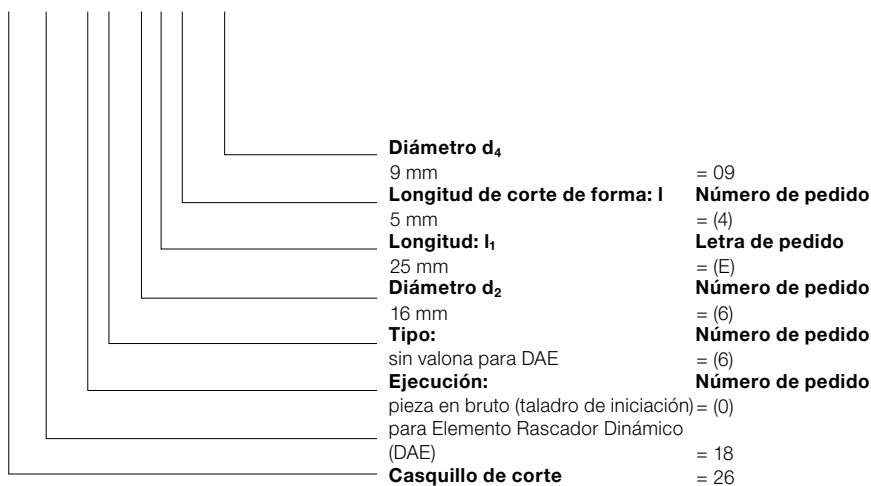 Diámetro d₄
9 mm = 09
Longitud de corte de forma: l Número de pedido
5 mm = (4)
Longitud: l₁ Letra de pedido
25 mm = (E)
Diámetro d₂ Número de pedido
16 mm = (6)
Tipo: Número de pedido
sin valona para DAE = (6)
Ejecución: Número de pedido
pieza en bruto (taladro de iniciación) = (0)
para Elemento Rascador Dinámico
(DAE) = 18
Casquillo de corte = 26